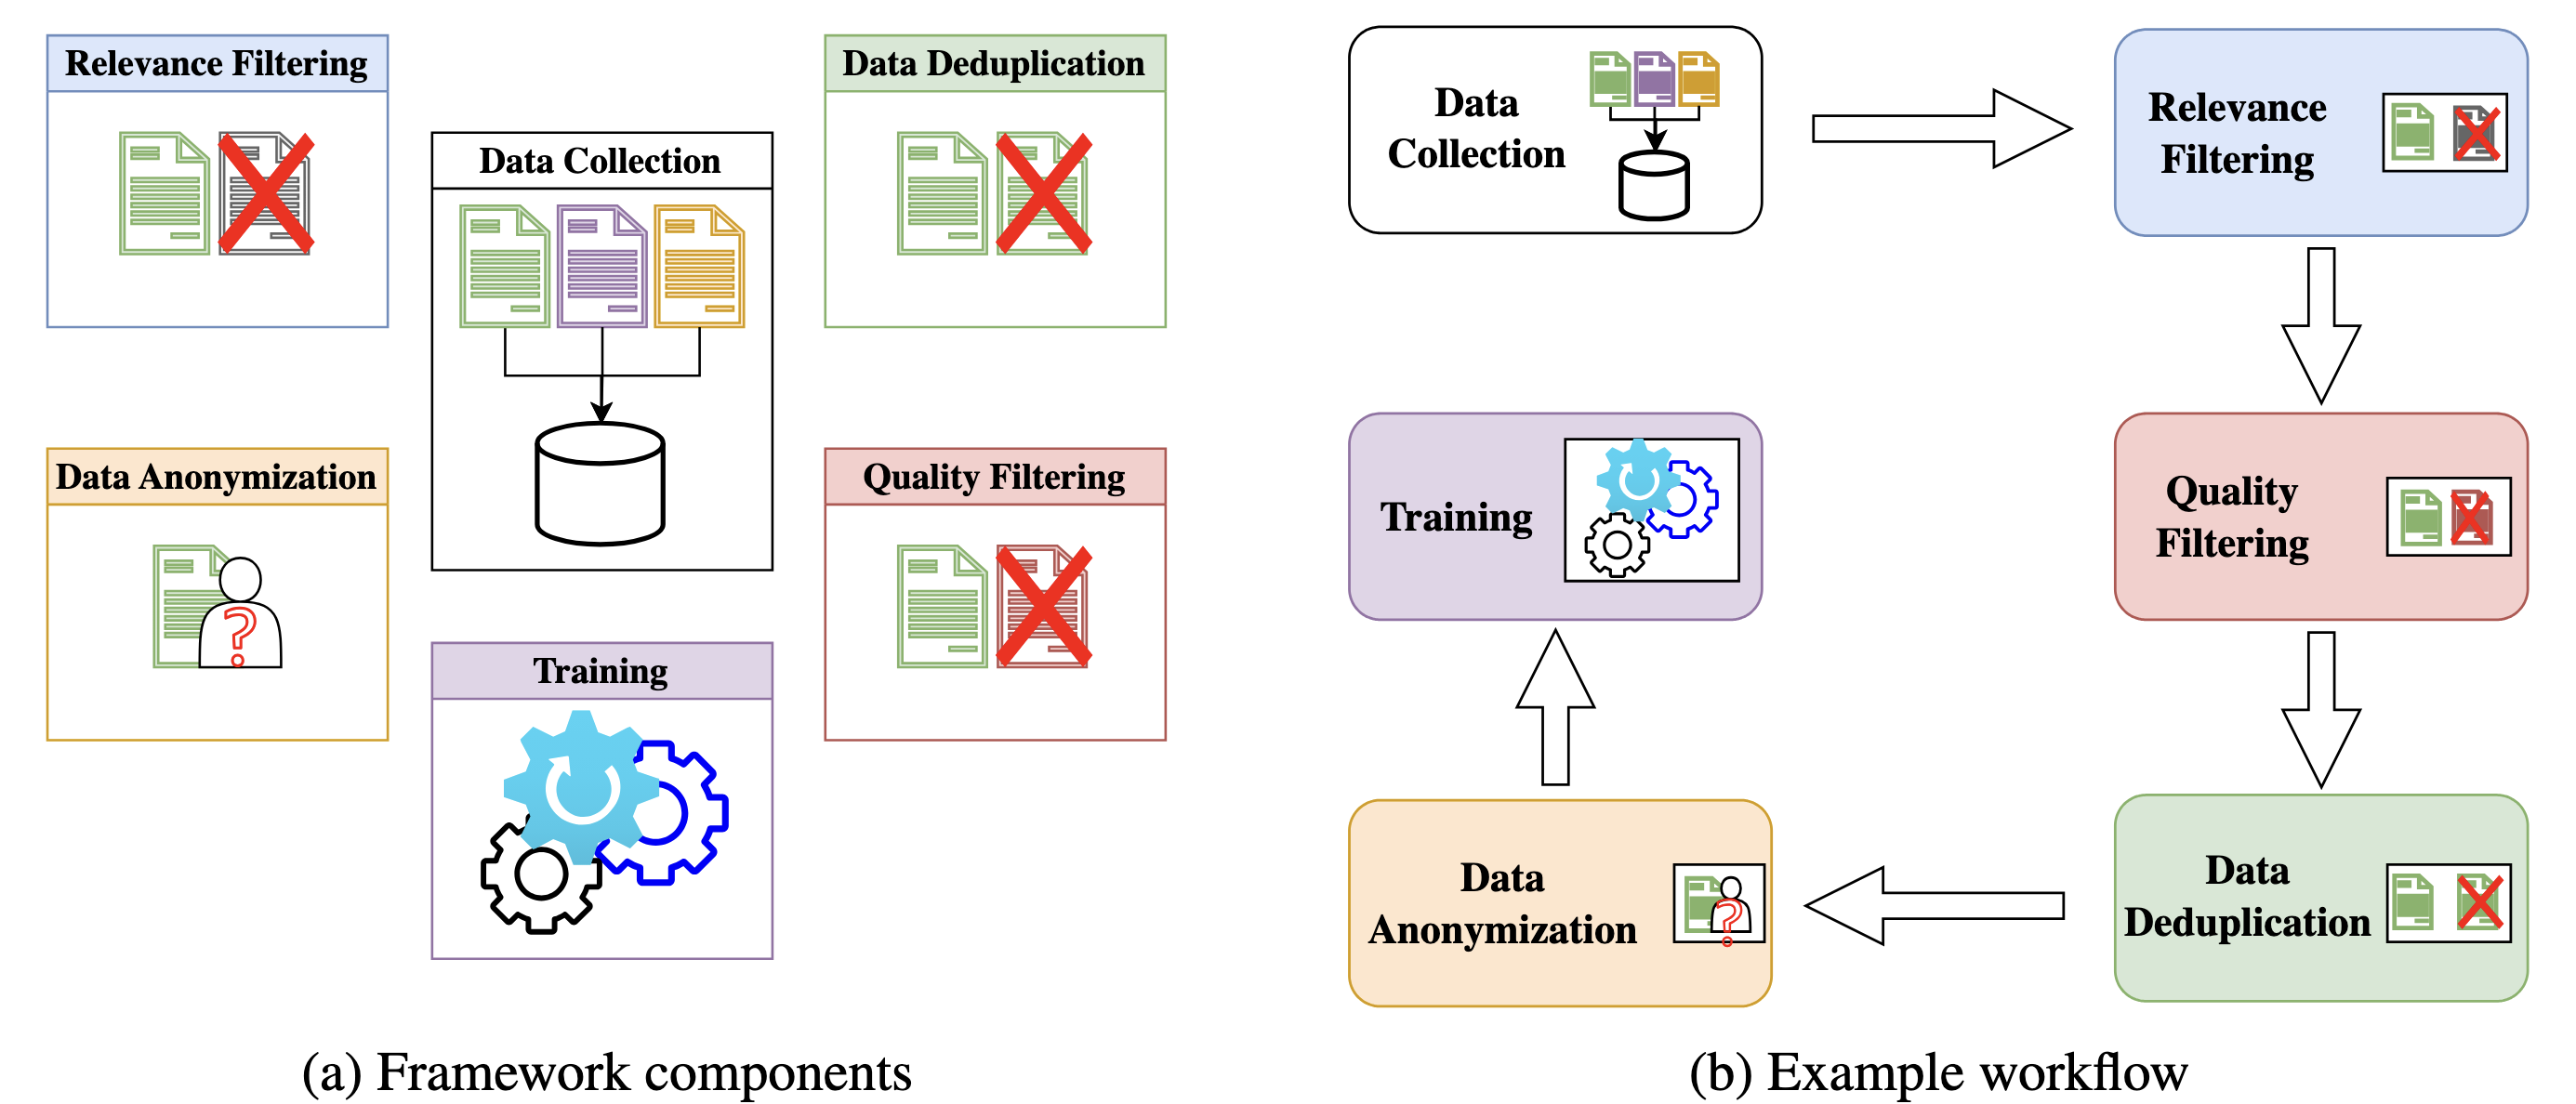 Relevance Filtering
Data Deduplication
Data Collection
Data Anonymization
?
Quality Filtering
Training
(a) Framework components
Data
Collection
Relevance
Filtering
Training
Quality
Filtering
Data
Anonymization
?
Data
Deduplication
(b) Example workflow